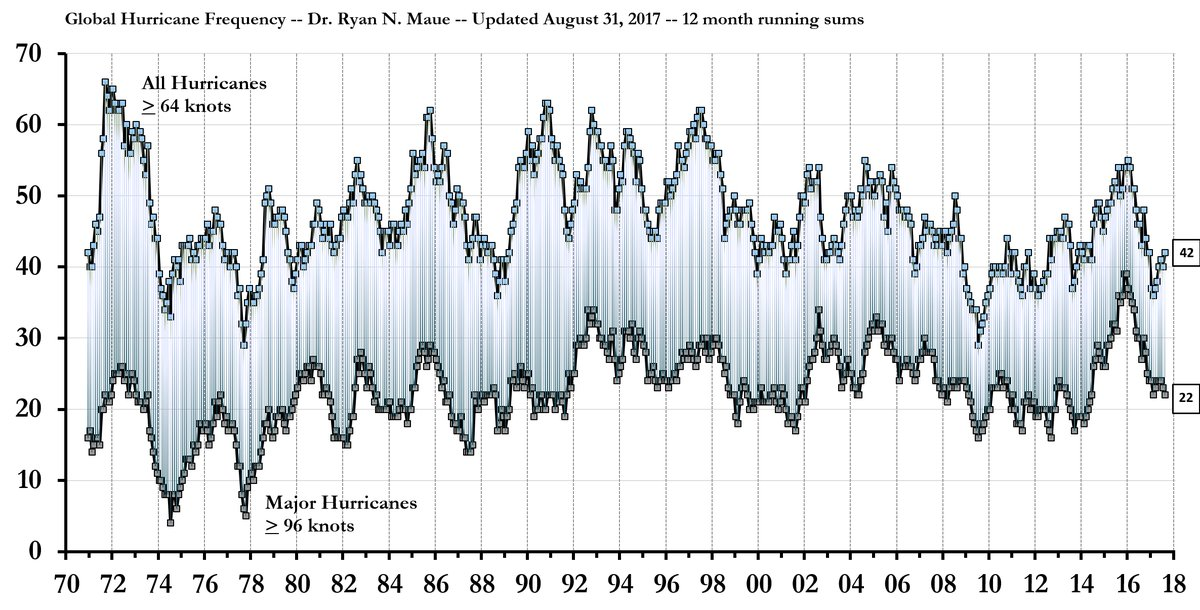 Global Hurricane Frequency -- Dr. Ryan N. Maue -- Updated August 31, 2017 -- 12 month running sums
70
All Hurricanes
≥ 64 knots
60
50
42
40
30
22
20
10
Major Hurricanes
≥ 96 knots
0
70 72 74 76 78 80 82 84 86 88 90 92 94 96 98 00 02 04 06 08 10 12 14 16 18